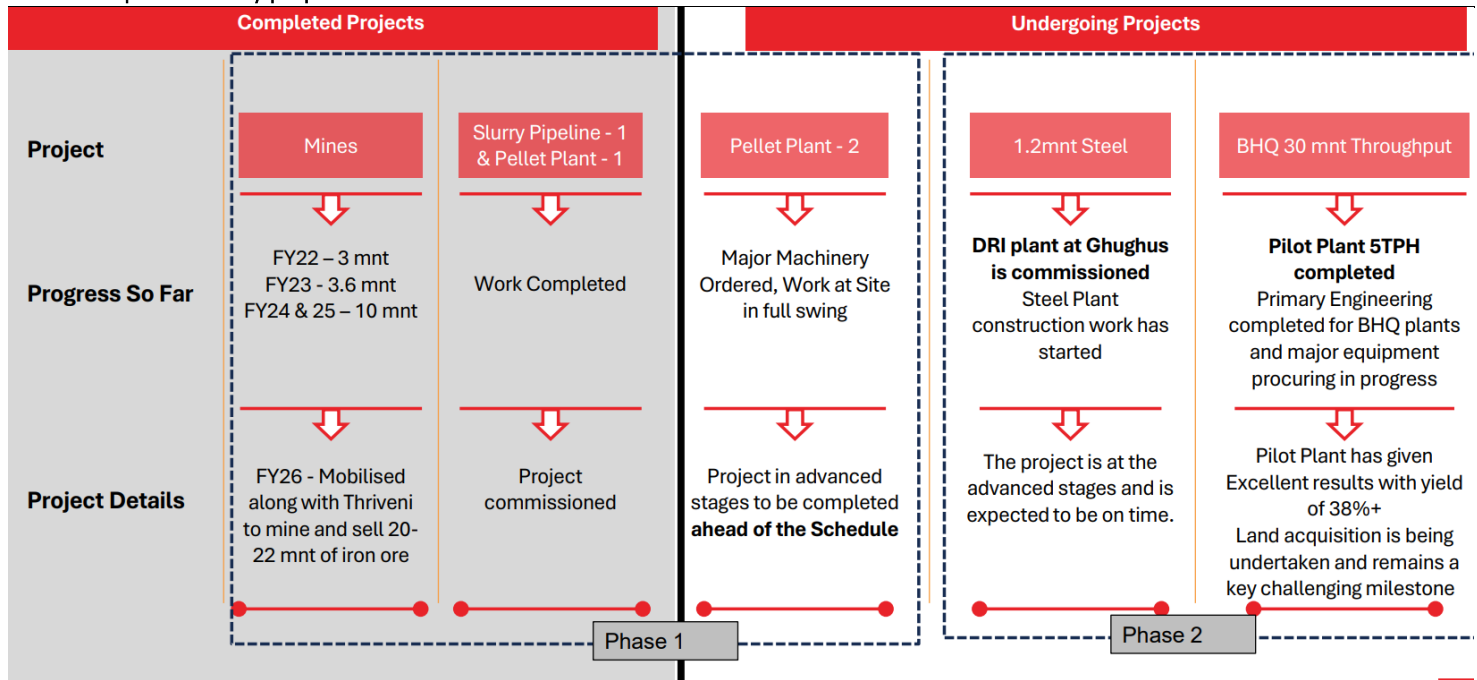 Completed Projects
Undergoing Projects
Project
Mines
Slurry Pipeline - 1
& Pellet Plant - 1
Pellet Plant - 2
1.2mnt Steel
BHQ 30 mnt Throughput
Progress So Far
FY22 – 3 mnt
FY23 - 3.6 mnt
FY24 & 25 – 10 mnt
Work Completed
Major Machinery
Ordered, Work at Site
in full swing
DRI plant at Ghughus
is commissioned
Steel Plant
construction work has
started
Pilot Plant 5TPH
completed
Primary Engineering
completed for BHQ plants
and major equipment
procuring in progress
Project Details
FY26 - Mobilised
along with Thriveni
to mine and sell 20-
22 mnt of iron ore
Project
commissioned
Project in advanced
stages to be completed
ahead of the Schedule
The project is at the
advanced stages and is
expected to be on time.
Pilot Plant has given
Excellent results with yield
of 38%+
Land acquisition is being
undertaken and remains a
key challenging milestone
Phase 1
Phase 2